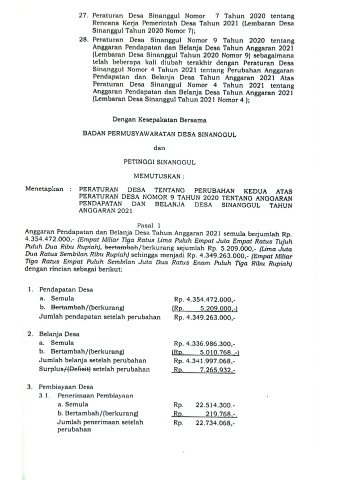 27. Peraturan Desa Sinanggul Nomor 7 Tahun 2020 tentang
Rencana Kerja Pemerintah Desa Tahun 2021 (Lembaran Desa
Sinanggul Tahun 2020 Nomor 7);
28. Peraturan Desa Sinanggul Nomor 9 Tahun 2020 tentang
Anggaran Pendapatan dan Belanja Desa Tahun Anggaran 2021
(Lembaran Desa Sinanggul Tahun 2020 Nomor 9) sebagaimana
telah beberapa kali diubah terakhir dengan Peraturan Desa
Sinanggul Nomor 4 Tahun 2021 tentang Perubahan Anggaran
Pendapatan dan Belanja Desa Tahun Anggaran 2021 Atas
Peraturan Desa Sinanggul Nomor 4 Tahun 2021 tentang
Anggaran Pendapatan dan Belanja Desa Tahun Anggaran 2021
(Lembaran Desa Sinanggul Tahun 2021 Nomor 4 );
Dengan Kesepakatan Bersama
BADAN PERMUSYAWARATAN DESA SINANGGUL
dan
PETINGGI SINANGGUL
MEMUTUSKAN :
Menetapkan : PERATURAN DESA TENTANG PERUBAHAN KEDUA ATAS
PERATURAN DESA NOMOR 9 TAHUN 2020 TENTANG ANGGARAN
PENDAPATAN DAN BELANJA DESA SINANGGUL TAHUN
ANGGARAN 2021
Pasal 1
Anggaran Pendapatan dan Belanja Desa Tahun Anggaran 2021 semula berjumlah Rp.
4.354.472.000,- (Empat Miliar Tiga Ratus Lima Puluh Empat Juta Empat Ratus Tujuh
Puluh Dua Ribu Rupiah), bertambah/berkurang sejumlah Rp. 5.209.000,- (Lima Juta
Dua Ratus Sembilan Ribu Rupiah) sehingga menjadi Rp. 4.349.263.000,- (Empat Miliar
Tiga Ratus Empat Puluh Sembilan Juta Dua Ratus Enam Puluh Tiga Ribu Rupiah)
dengan rincian sebagai berikut:
1. Pendapatan Desa
a. Semula Rp. 4.354.472.000,-
b. Bertambah/(berkurang) (Rp. 5.209.000,-)
Jumlah pendapatan setelah perubahan Rp. 4.349.263.000,-
2. Belanja Desa
a. Semula Rp. 4.336.986.300,-
b. Bertambah/(berkurang) (Rp. 5.010.768,-)
Jumlah belanja setelah perubahan Rp. 4.341.997.068,-
Surplus/(Defisit) setelah perubahan Rp. 7.265.932,-
3. Pembiayaan Desa
3.1. Penerimaan Pembiayaan
a. Semula Rp. 22.514.300,-
b. Bertambah/(berkurang) Rp. 219.768,-
Jumlah penerimaan setelah Rp. 22.734.068,-
perubahan